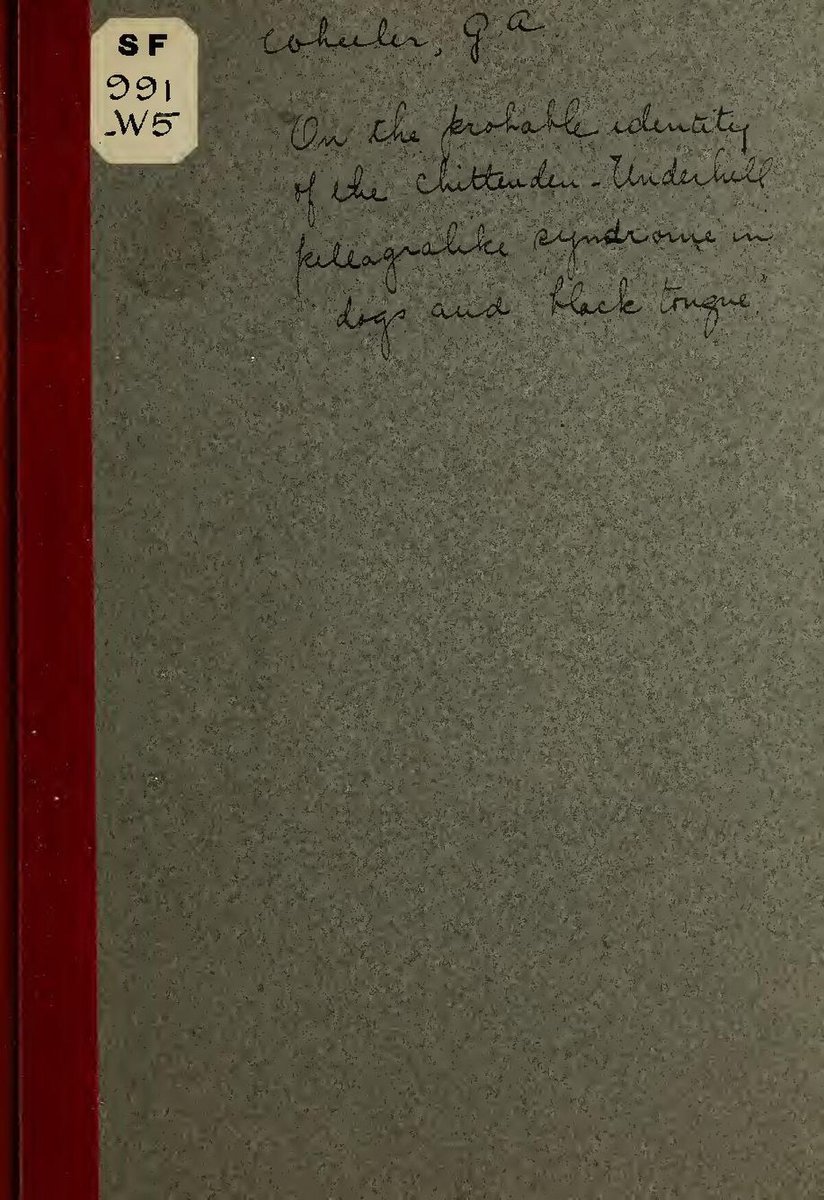 SF
991
.W5
Wheeler, G A
On the probable identity
of the Chittenden-Underhill
pellagralike syndrome in
dogs and black tongue.